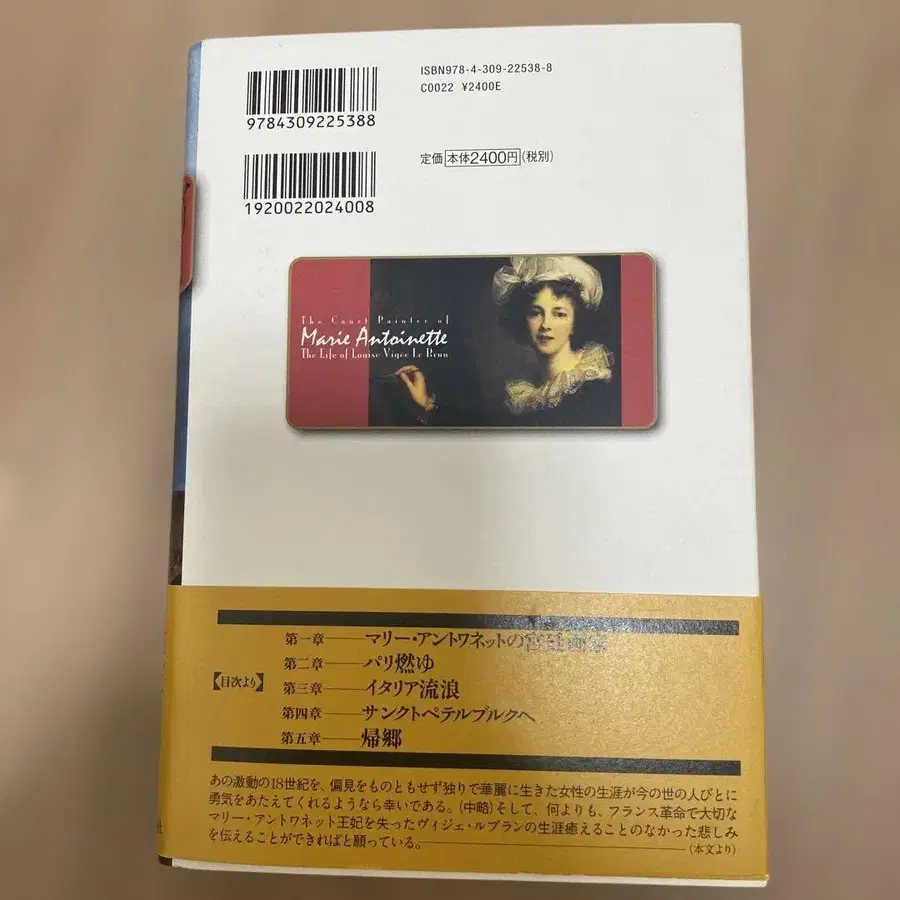 ISBN978-4-309-22538-8
C0022 ¥2400E
9784309225388
定価 本体2400円(税別)
1920022024008
The Court Painter of
Marie Antoinette
The Life of Louise Vigée Le Brun
【目次より】
第一章――マリー・アントワネットの宮廷画家
第二章――パリ燃ゆ
第三章――イタリア流浪
第四章――サンクトペテルブルクへ
第五章――帰郷
あの激動の18世紀を、偏見をものともせず独りで華麗に生きた女性の生涯が今の世の人びとに
勇気をあたえてくれるようなら幸いである。(中略)そして、何よりも、フランス革命で大切な
マリー・アントワネット王妃を失ったヴィジェ・ルブランの生涯癒えることのなかった悲しみ
を伝えることができればと願っている。――(本文より)
社